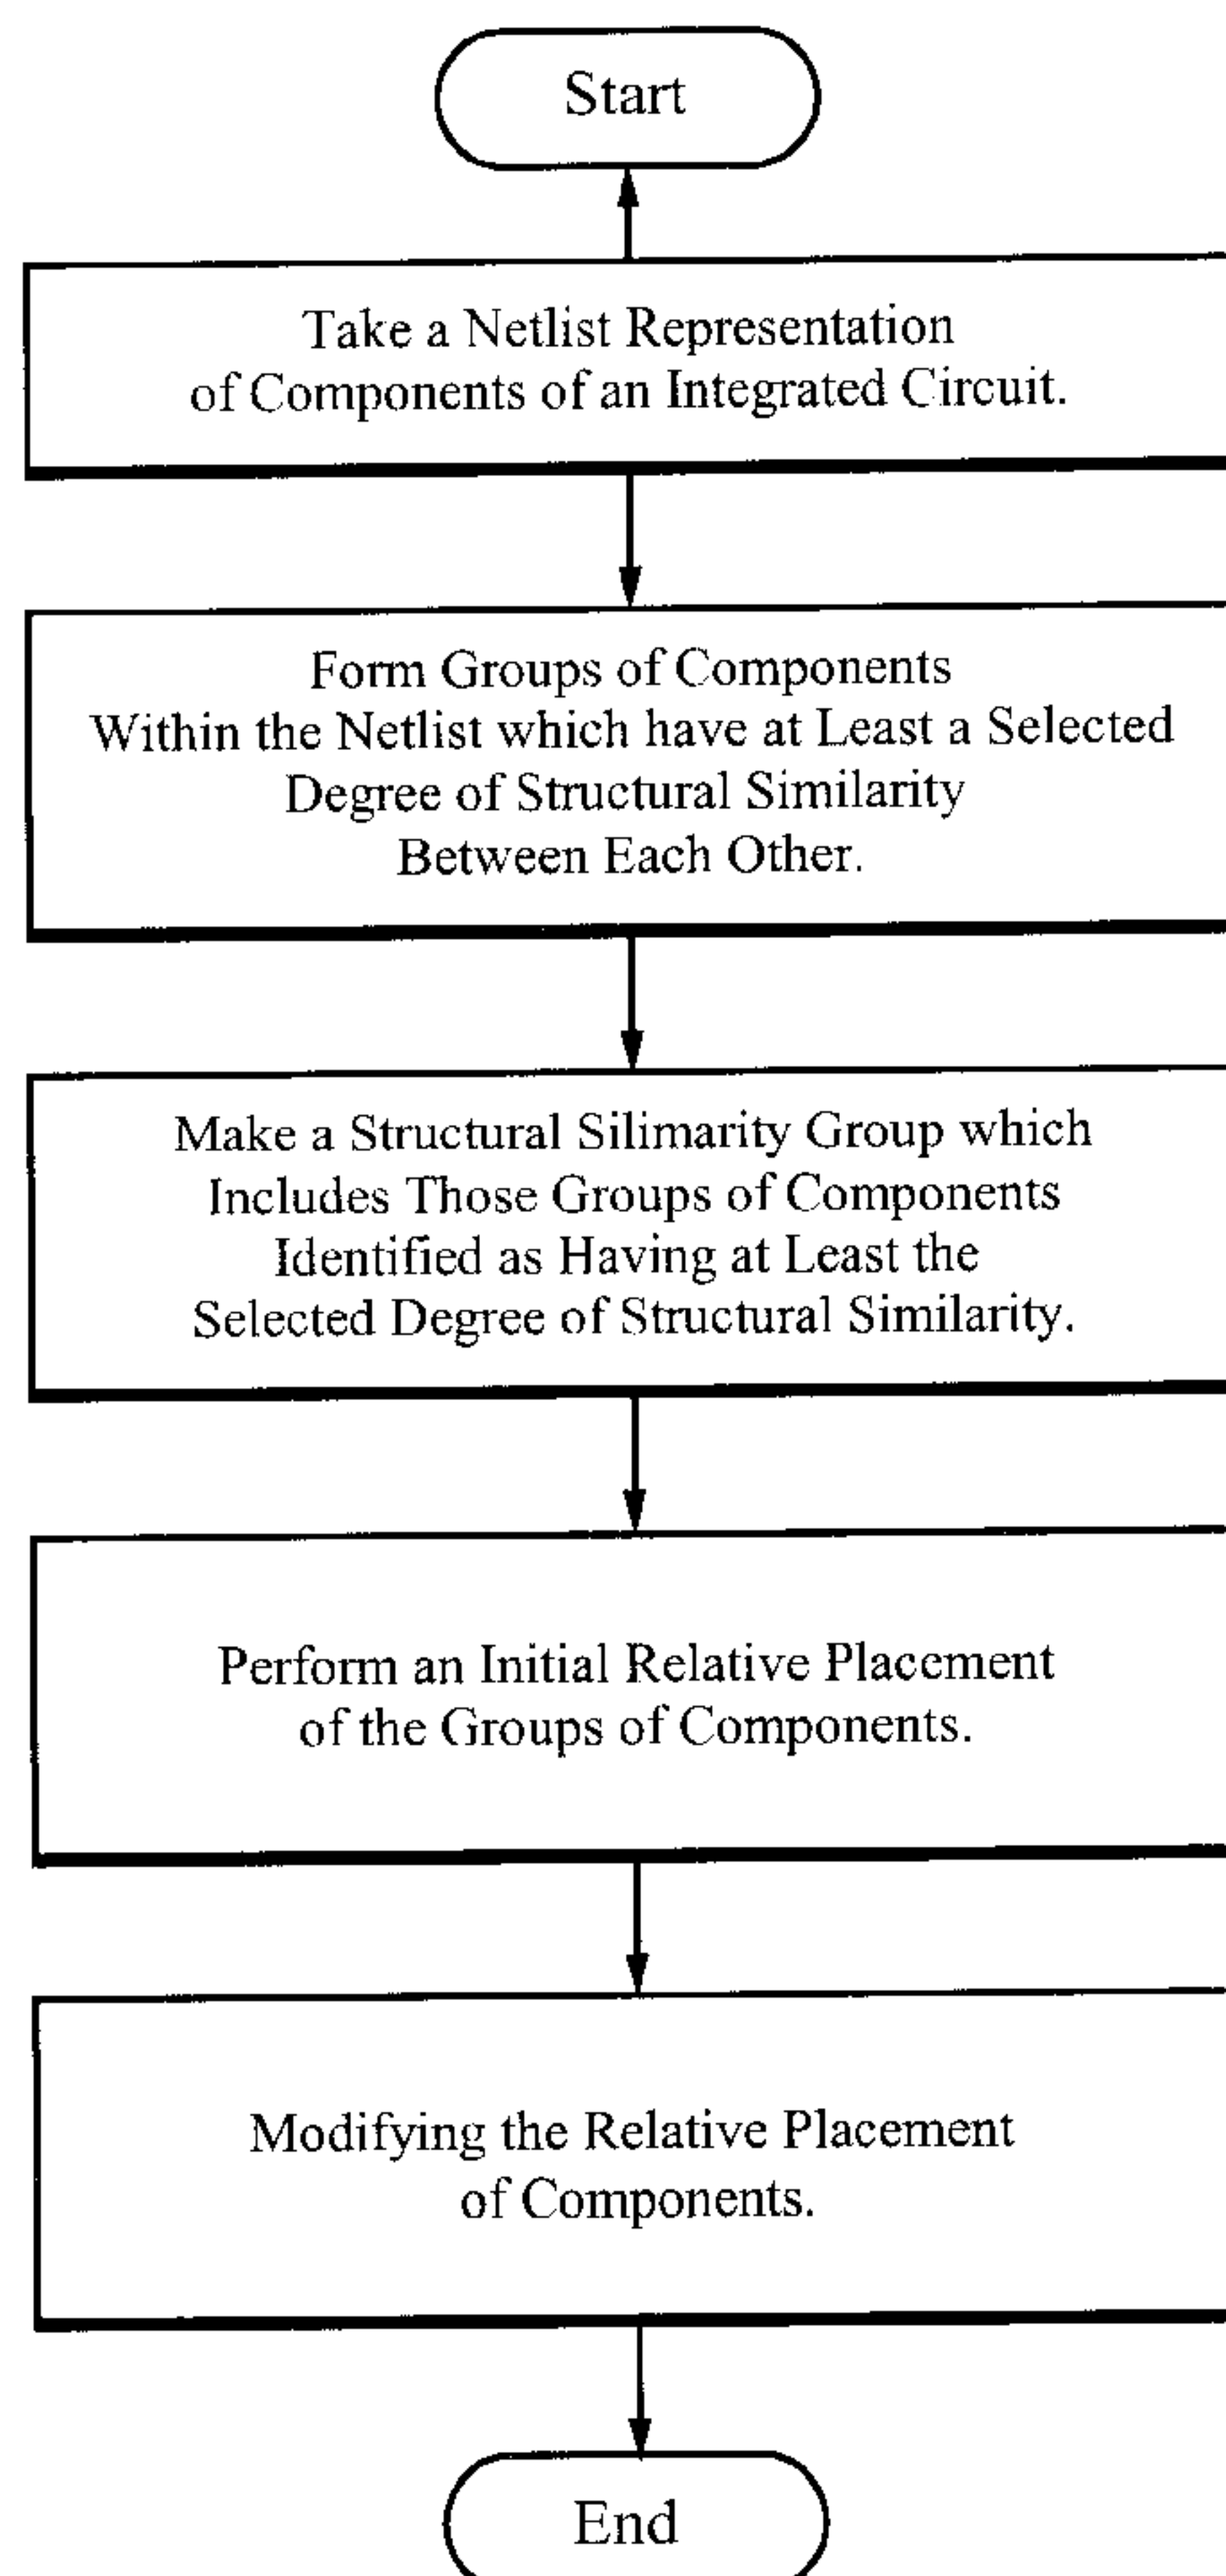 Start
Take a Netlist Representation
of Components of an Integrated Circuit.
Form Groups of Components
Within the Netlist which have at Least a Selected
Degree of Structural Similarity
Between Each Other.
Make a Structural Silimarity Group which
Includes Those Groups of Components
Identified as Having at Least the
Selected Degree of Structural Similarity.
Perform an Initial Relative Placement
of the Groups of Components.
Modifying the Relative Placement
of Components.
End